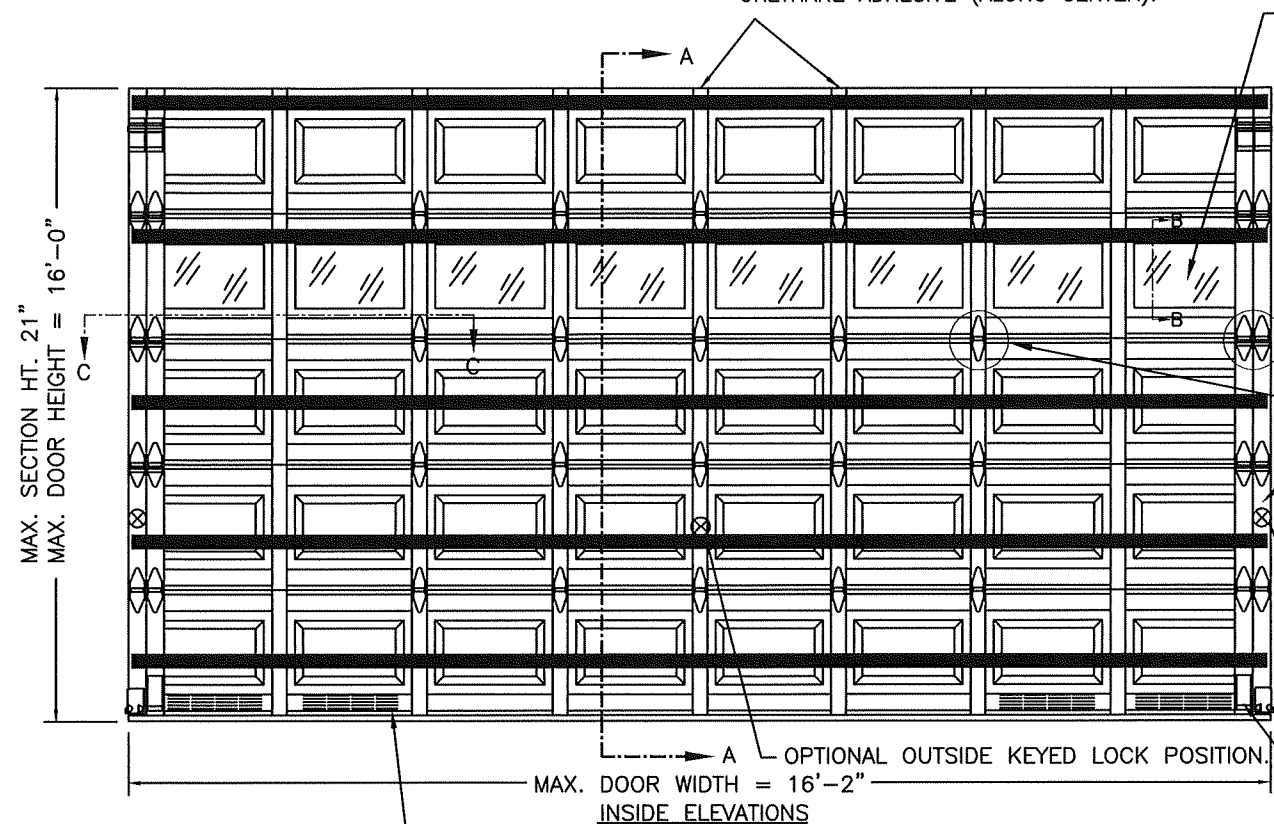 URETHANE ADHESIVE (ALONG CENTER).
A
B
B
C
C
MAX. SECTION HT. 21"
MAX. DOOR HEIGHT = 16'-0"
A
OPTIONAL OUTSIDE KEYED LOCK POSITION.
MAX. DOOR WIDTH = 16'-2"
INSIDE ELEVATIONS